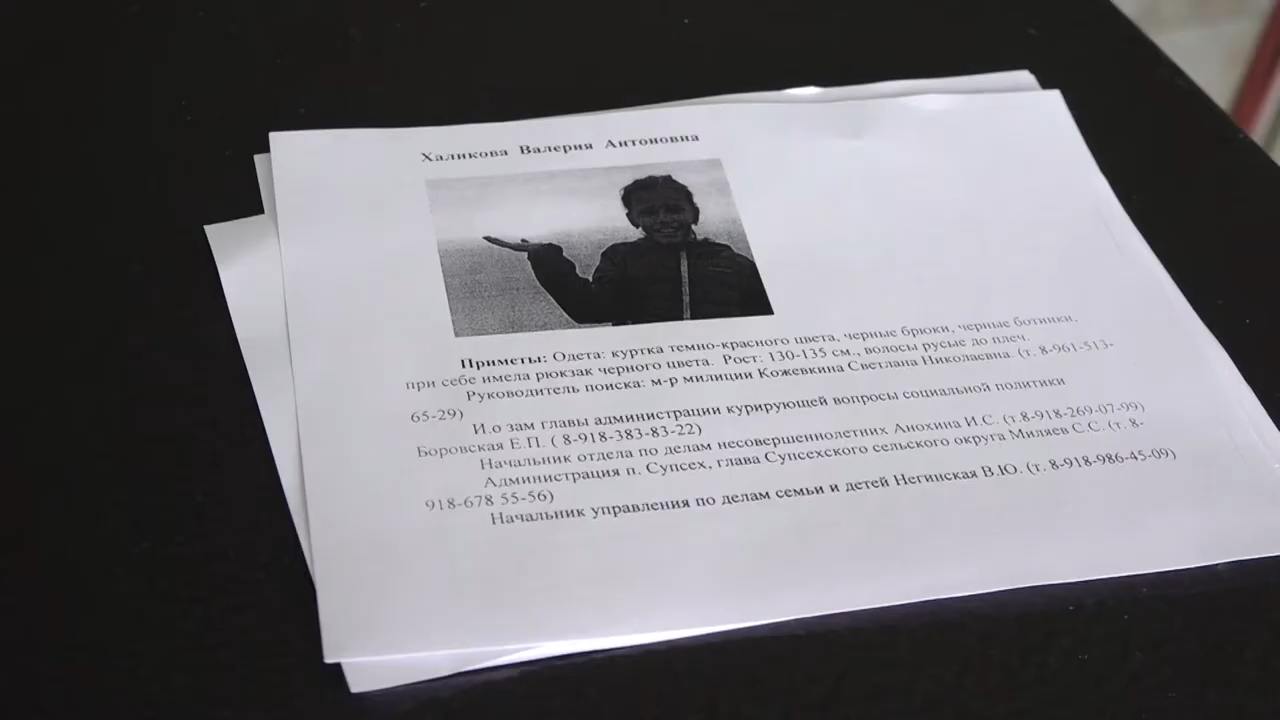 Халикова Валерия Антоновна
Приметы: Одета: куртка темно-красного цвета, черные брюки, черные ботинки,
при себе имела рюкзак черного цвета. Рост: 130-135 см., волосы русые до плеч.
Руководитель поиска: м-р милиции Кожевкина Светлана Николаевна. (т. 8-961-513-
65-29)
И.о зам главы администрации курирующей вопросы социальной политики
Боровская Е.П. ( 8-918-383-83-22)
Начальник отдела по делам несовершеннолетних Анохина И.С. (т.8-918-269-07-99)
Администрация п. Супсех, глава Супсехского сельского округа Миляев С.С. (т. 8-
918-678 55-56)
Начальник управления по делам семьи и детей Негинская В.Ю. (т. 8-918-986-45-09)